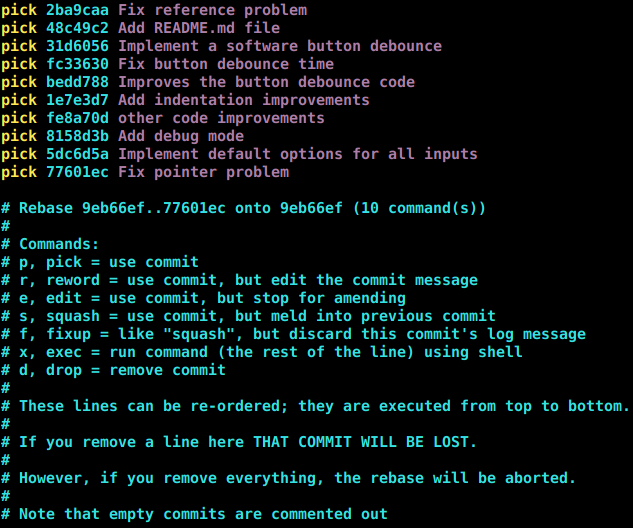 pick 2ba9caa Fix reference problem
pick 48c49c2 Add README.md file
pick 31d6056 Implement a software button debounce
pick fc33630 Fix button debounce time
pick bedd788 Improves the button debounce code
pick 1e7e3d7 Add indentation improvements
pick fe8a70d other code improvements
pick 8158d3b Add debug mode
pick 5dc6d5a Implement default options for all inputs
pick 77601ec Fix pointer problem
# Rebase 9eb66ef..77601ec onto 9eb66ef (10 command(s))
#
# Commands:
# p, pick = use commit
# r, reword = use commit, but edit the commit message
# e, edit = use commit, but stop for amending
# s, squash = use commit, but meld into previous commit
# f, fixup = like "squash", but discard this commit's log message
# x, exec = run command (the rest of the line) using shell
# d, drop = remove commit
#
# These lines can be re-ordered; they are executed from top to bottom.
#
# If you remove a line here THAT COMMIT WILL BE LOST.
#
# However, if you remove everything, the rebase will be aborted.
#
# Note that empty commits are commented out